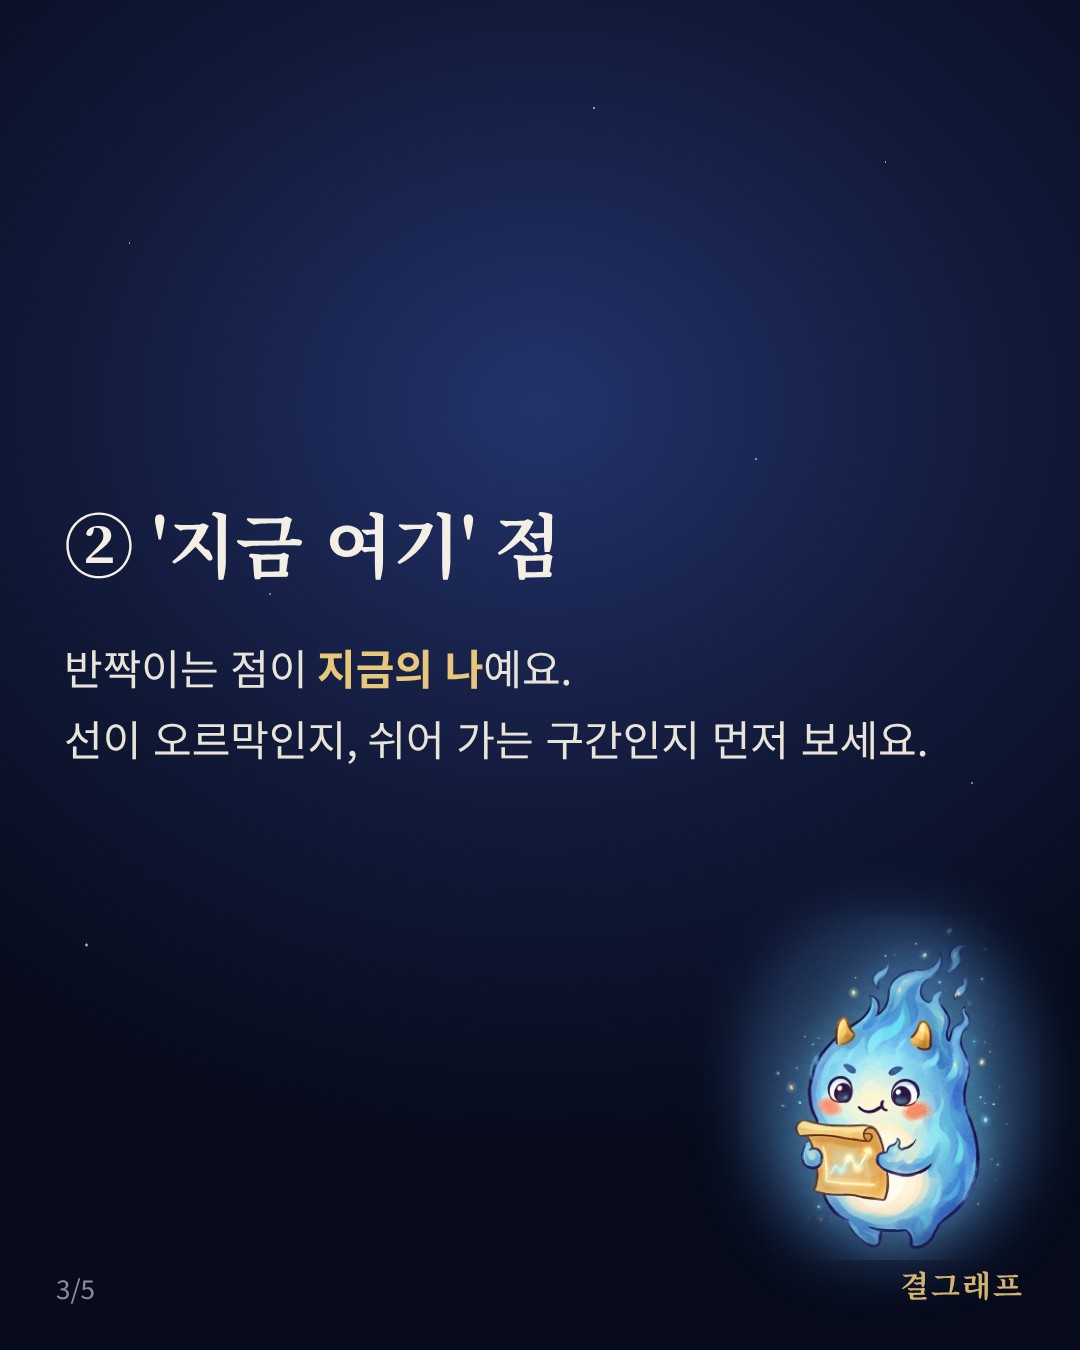 ② '지금 여기' 점
반짝이는 점이 지금의 나예요.
선이 오르막인지, 쉬어 가는 구간인지 먼저 보세요.
3/5
결그래프